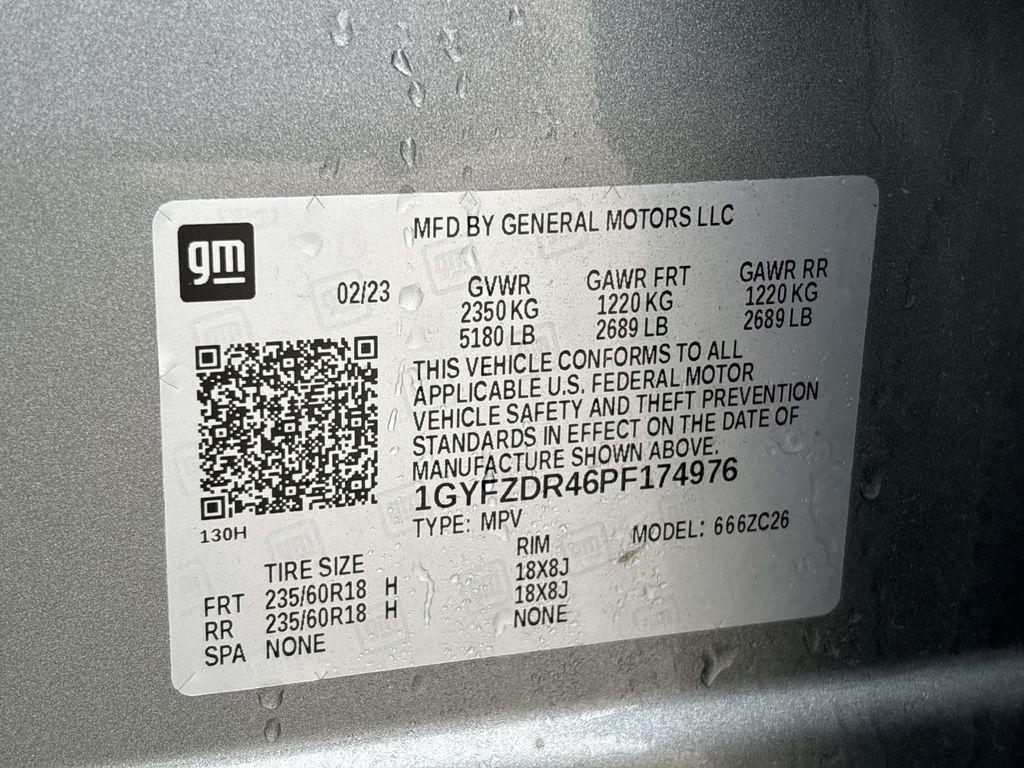 gm
MFD BY GENERAL MOTORS LLC
02/23
GVWR GAWR FRT GAWR RR
2350 KG 1220 KG 1220 KG
5180 LB 2689 LB 2689 LB
THIS VEHICLE CONFORMS TO ALL
APPLICABLE U.S. FEDERAL MOTOR
VEHICLE SAFETY AND THEFT PREVENTION
STANDARDS IN EFFECT ON THE DATE OF
MANUFACTURE SHOWN ABOVE.
1GYFZDR46PF174976
130H
TYPE: MPV MODEL: 666ZC26
TIRE SIZE RIM
FRT 235/60R18 H 18X8J
RR 235/60R18 H 18X8J
SPA NONE NONE